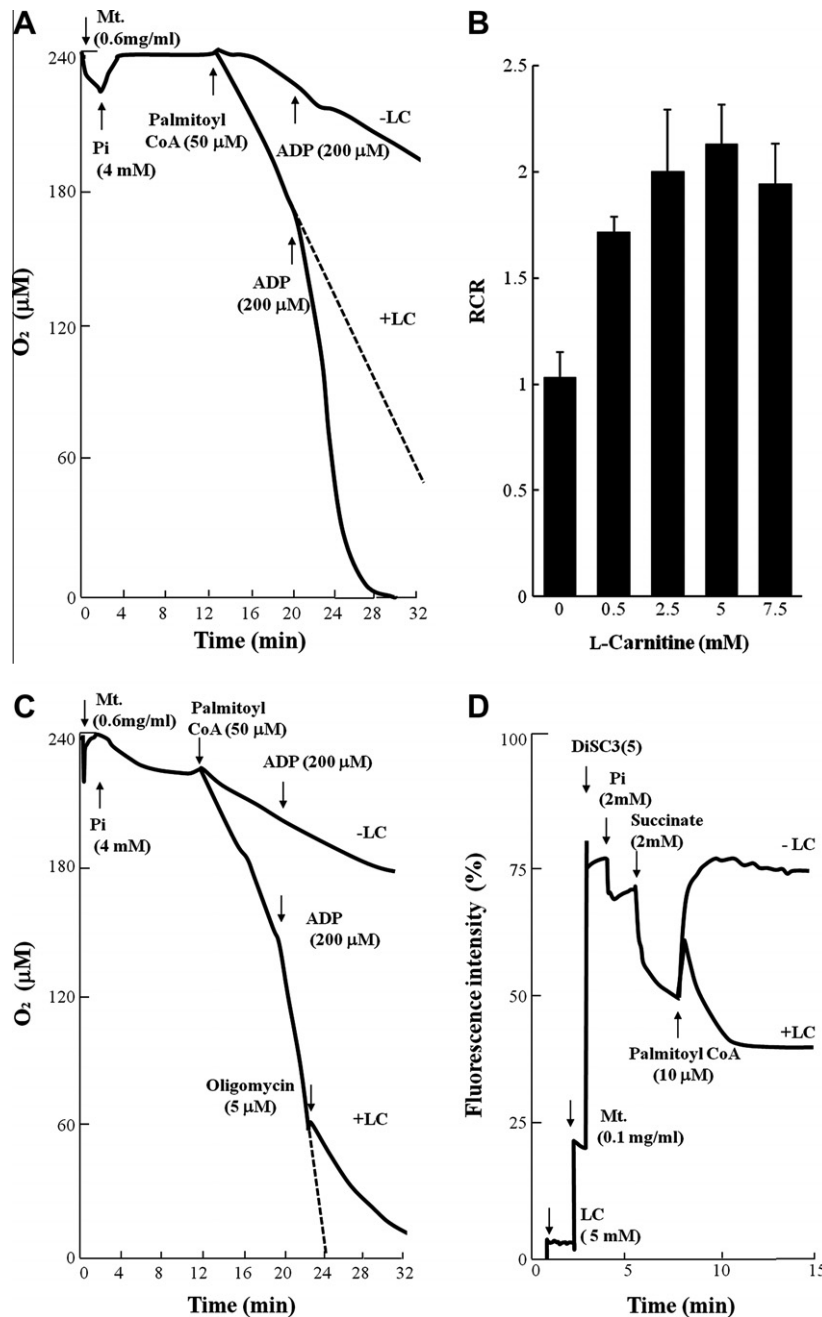 A
Mt.
(0.6mg/ml)
240
180
120
60
0
O₂ (μM)
Pi
(4 mM)
Palmitoyl
CoA (50 μM)
ADP (200 μM)
-LC
ADP
(200 μM)
+LC
0 4 8 12 16 20 24 28 32
Time (min)
B
2.5
2
1.5
1
0.5
0
RCR
0 0.5 2.5 5 7.5
L-Carnitine (mM)
C
Mt.
(0.6mg/ml)
240
180
120
60
0
O₂ (μM)
Pi
(4 mM)
Palmitoyl
CoA (50 μM)
ADP (200 μM)
-LC
ADP
(200 μM)
Oligomycin
(5 μM)
+LC
0 4 8 12 16 20 24 28 32
Time (min)
D
100
75
50
25
0
Fluorescence intensity (%)
DiSC3(5)
Pi
(2mM)
Succinate
(2mM)
- LC
+LC
Palmitoyl CoA
(10 μM)
Mt.
(0.1 mg/ml)
LC
( 5 mM)
0 5 10 15
Time (min)